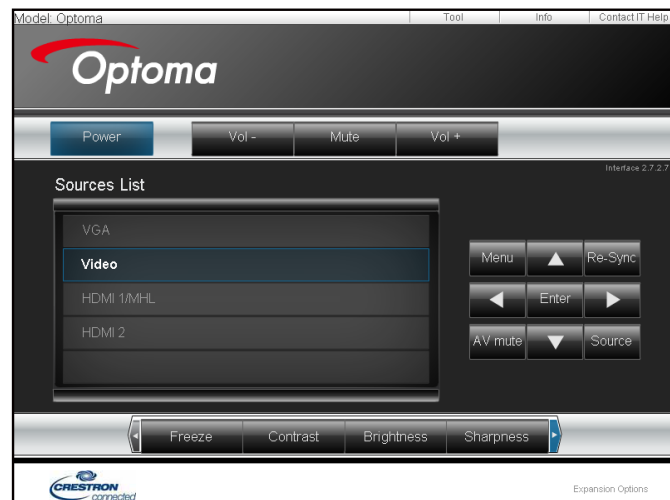 Model: Optoma
Tool
Info
Contact IT Help
Optoma
Power
Vol -
Mute
Vol +
Interface 2.7.2.7
Sources List
VGA
Video
HDMI 1/MHL
HDMI 2
Menu
Re-Sync
Enter
AV mute
Source
Freeze
Contrast
Brightness
Sharpness
CRESTRON
connected
Expansion Options